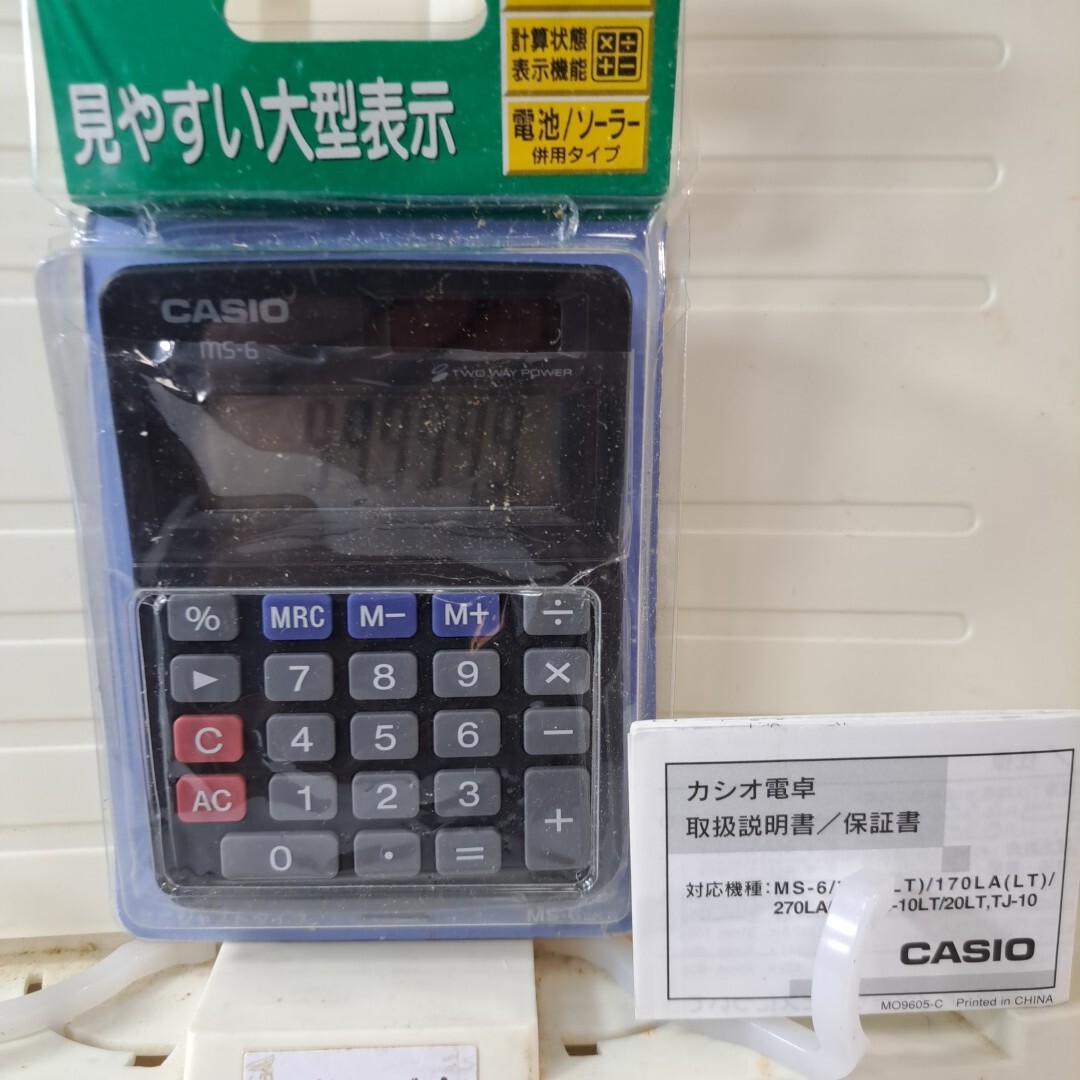 計算状態
表示機能
見やすい大型表示
電池/ソーラー
併用タイプ
CASIO
MS-6
TWO WAY POWER
% MRC M− M+ ÷
► 7 8 9 ×
C 4 5 6 −
AC 1 2 3 +
0 · =
カシオ電卓
取扱説明書/保証書
対応機種:MS-6/ LT)/170LA(LT)/
270LA/ -10LT/20LT,TJ-10
CASIO
MO9605-C Printed in CHINA